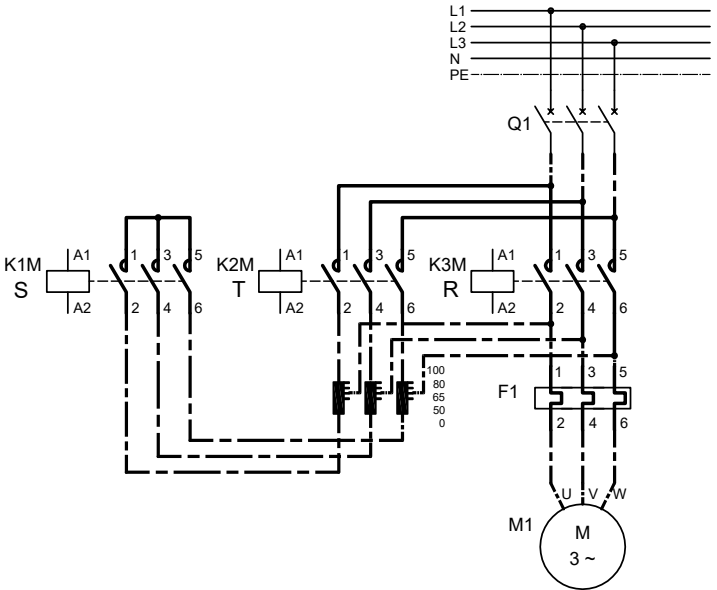 L1
L2
L3
N
PE
Q1
A1 1 3 5 A1 1 3 5 A1 1 3 5
K1M K2M K3M
S T R
A2 2 4 6 A2 2 4 6 A2 2 4 6
100 1 3 5
80
F1
65
50
0 2 4 6
U V W
M1 M
3 ~